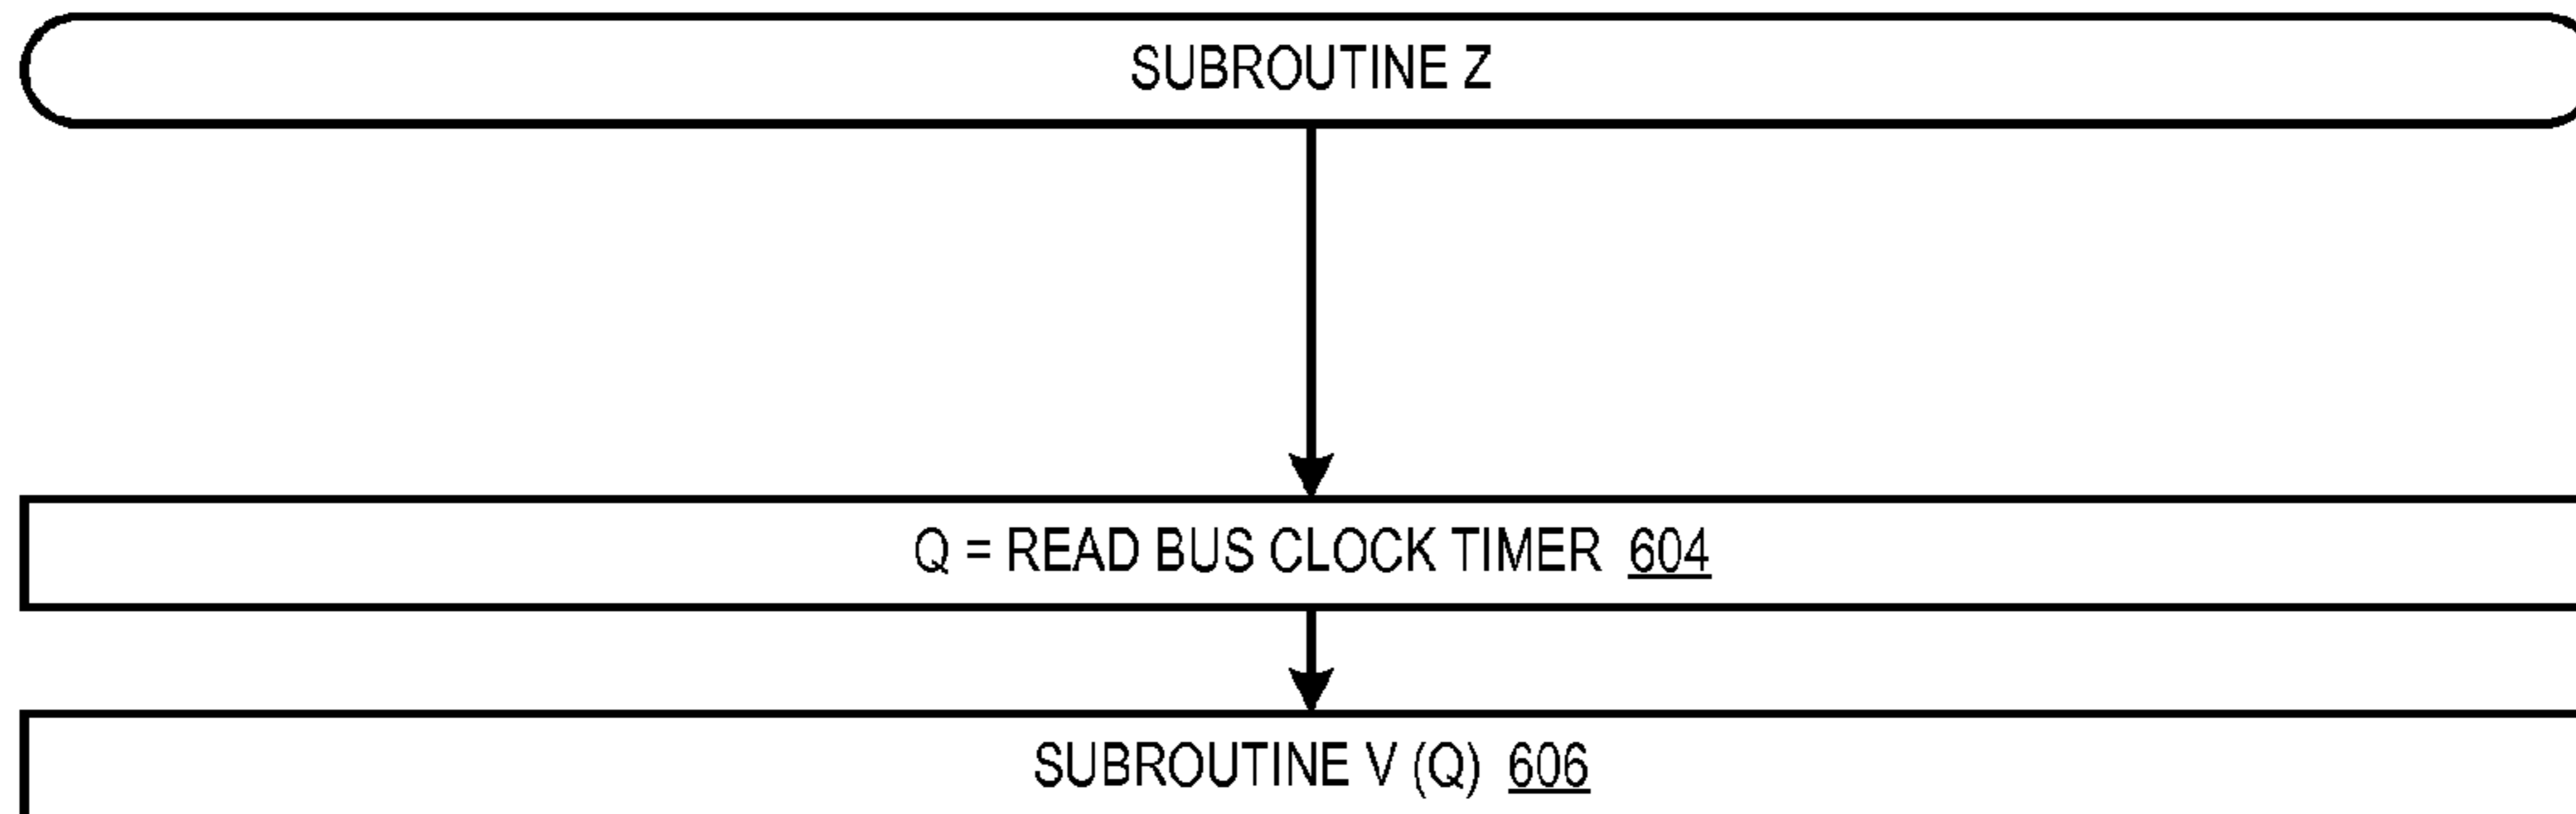 SUBROUTINE Z
Q = READ BUS CLOCK TIMER 604
SUBROUTINE V (Q) 606